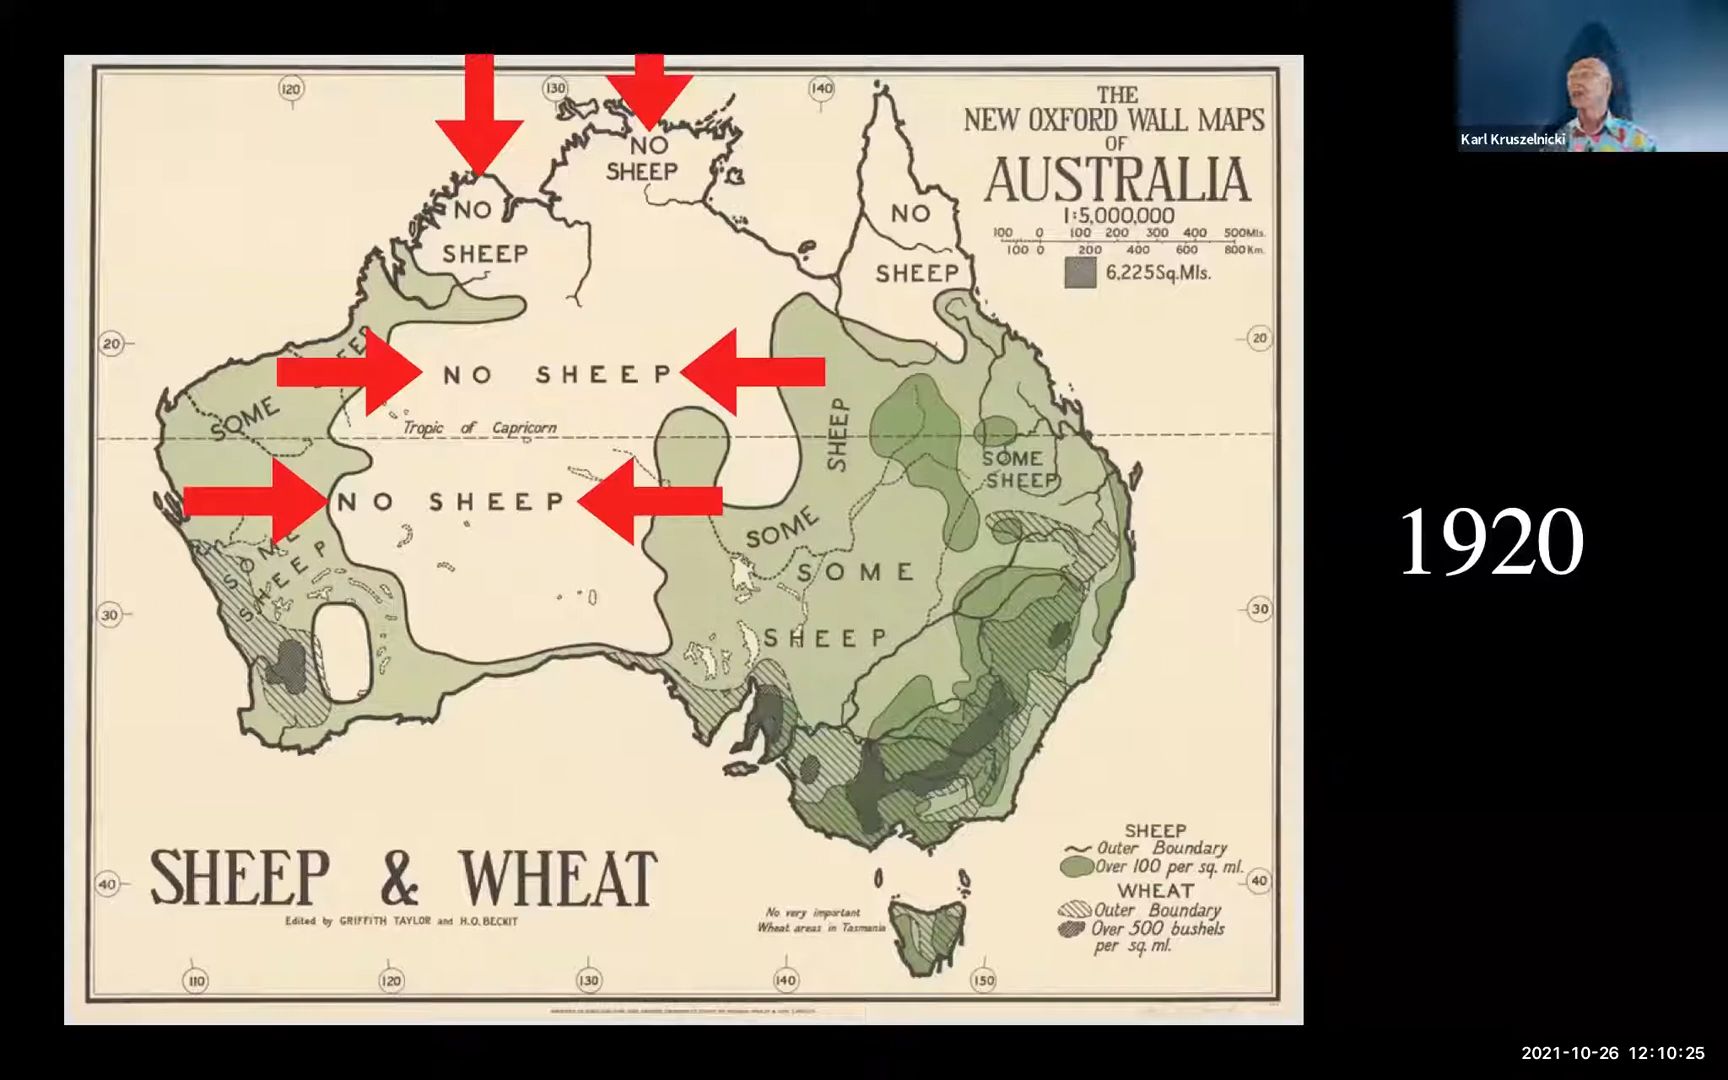 Karl Kruszelnicki
120
130
140
THE
NEW OXFORD WALL MAPS
OF
AUSTRALIA
1:5,000,000
100 0 100 200 300 400 500Mls.
100 0 200 400 600 800Km.
6,225Sq.Mls.
NO
SHEEP
NO
SHEEP
NO
SHEEP
20
20
NO SHEEP
SOME
SHEEP
Tropic of Capricorn
SOME
SHEEP
NO SHEEP
SOME
SOME
SHEEP
SOME
SHEEP
30
30
1920
SHEEP & WHEAT
Edited by GRIFFITH TAYLOR and H.O. BECKIT
SHEEP
Outer Boundary
Over 100 per sq. ml.
WHEAT
Outer Boundary
Over 500 bushels
per sq. ml.
40
40
No very important
Wheat areas in Tasmania
110
120
130
140
150
2021-10-26 12:10:25